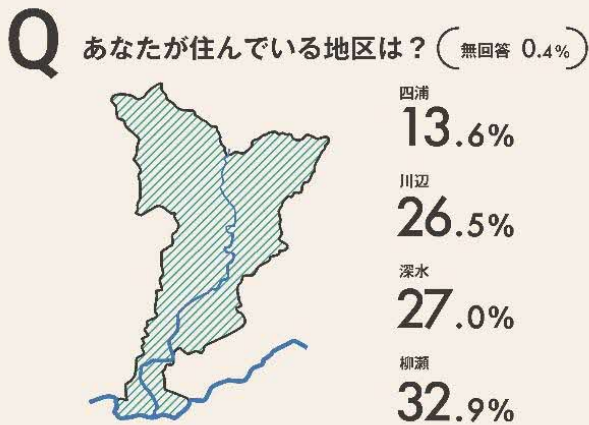 Q あなたが住んでいる地区は？（無回答 0.4%）
四浦
13.6%
川辺
26.5%
深水
27.0%
柳瀬
32.9%